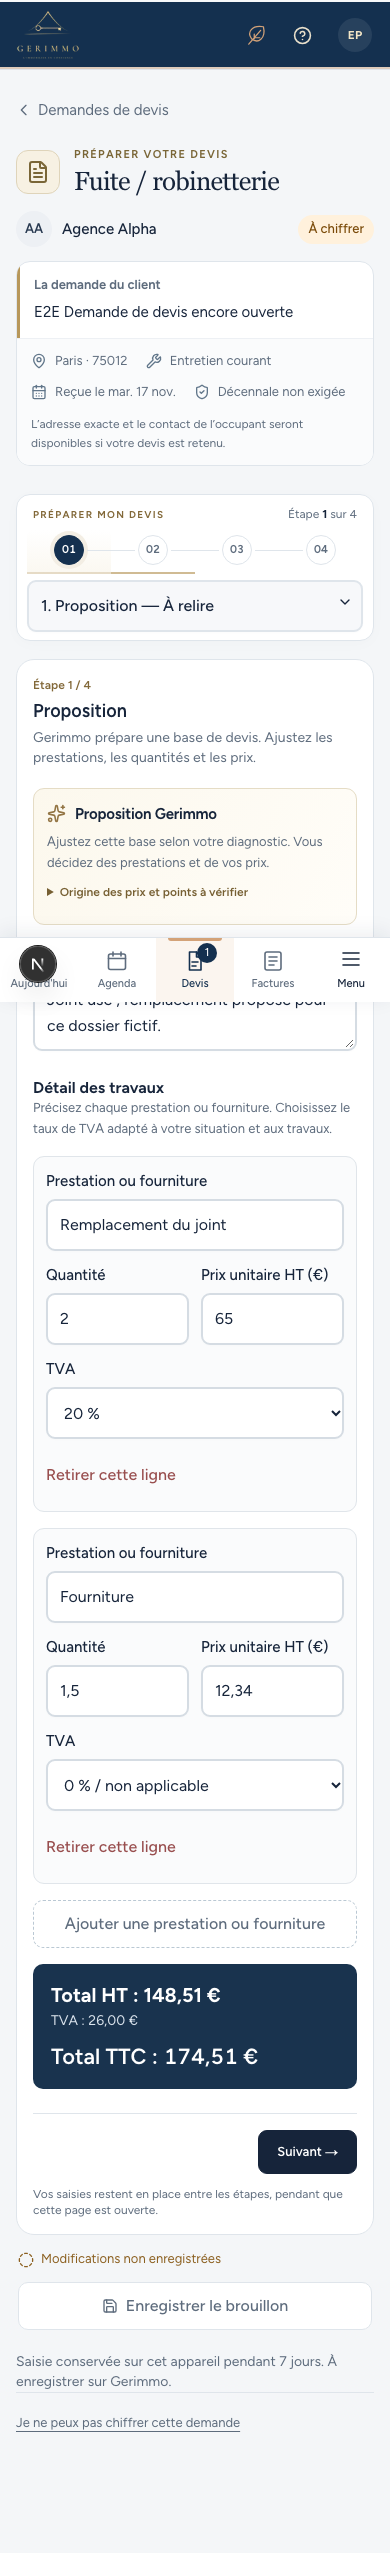 GERIMMO
EP
Demandes de devis
PRÉPARER VOTRE DEVIS
Fuite / robinetterie
AA
Agence Alpha
À chiffrer
La demande du client
E2E Demande de devis encore ouverte
Paris · 75012
Entretien courant
Reçue le mar. 17 nov.
Décennale non exigée
L'adresse exacte et le contact de l'occupant seront
disponibles si votre devis est retenu.
PRÉPARER MON DEVIS
Étape 1 sur 4
01
02
03
04
1. Proposition — À relire
Étape 1 / 4
Proposition
Gerimmo prépare une base de devis. Ajustez les
prestations, les quantités et les prix.
Proposition Gerimmo
Ajustez cette base selon votre diagnostic. Vous
décidez des prestations et de vos prix.
Origine des prix et points à vérifier
N
1
Aujourd'hui
Agenda
Devis
Factures
Menu
Joint usé , remplacement proposé pour
ce dossier fictif.
Détail des travaux
Précisez chaque prestation ou fourniture. Choisissez le
taux de TVA adapté à votre situation et aux travaux.
Prestation ou fourniture
Remplacement du joint
Quantité
Prix unitaire HT (€)
2
65
TVA
20 %
Retirer cette ligne
Prestation ou fourniture
Fourniture
Quantité
Prix unitaire HT (€)
1,5
12,34
TVA
0 % / non applicable
Retirer cette ligne
Ajouter une prestation ou fourniture
Total HT : 148,51 €
TVA : 26,00 €
Total TTC : 174,51 €
Suivant →
Vos saisies restent en place entre les étapes, pendant que
cette page est ouverte.
Modifications non enregistrées
Enregistrer le brouillon
Saisie conservée sur cet appareil pendant 7 jours. À
enregistrer sur Gerimmo.
Je ne peux pas chiffrer cette demande